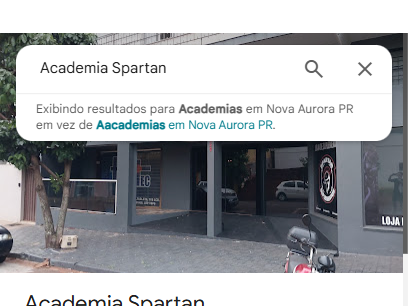 Academia Spartan
Exibindo resultados para Academias em Nova Aurora PR
em vez de Aacademias em Nova Aurora PR.
TEC
LOJA
Academia Spartan